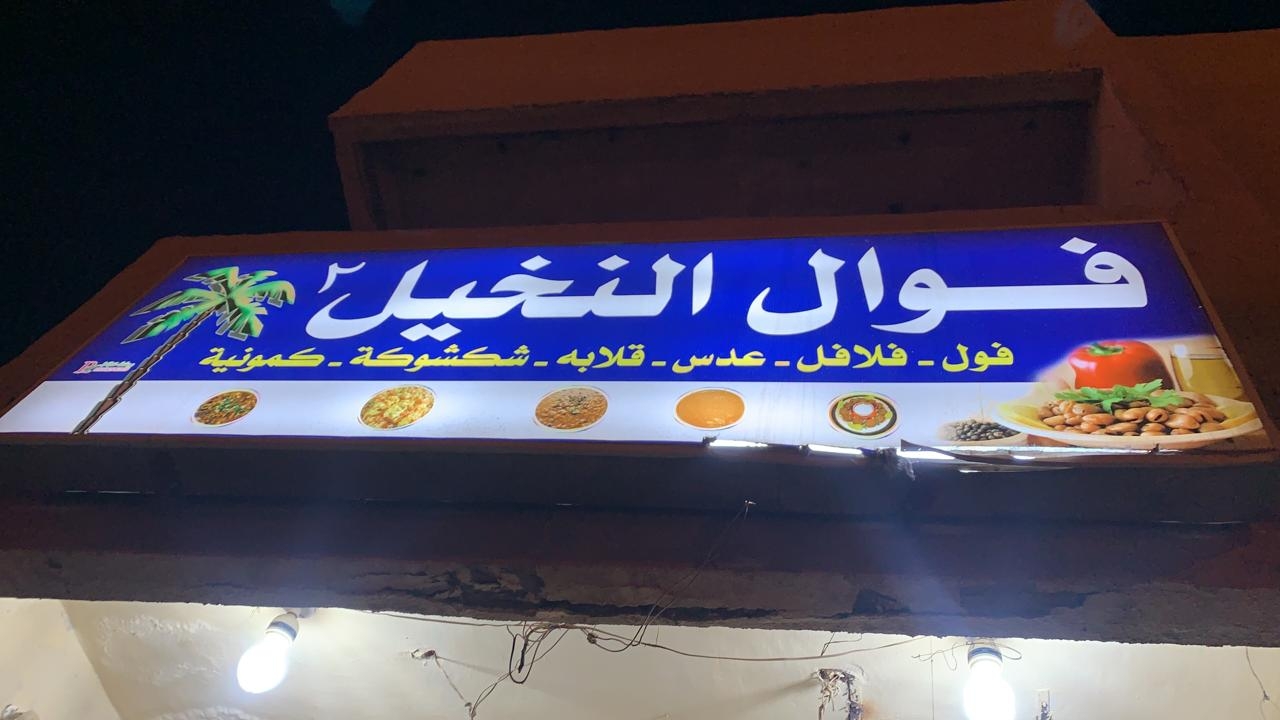 فوال النخيل ٢
فول - فلافل - عدس - قلابه - شكشوكة - كمونية